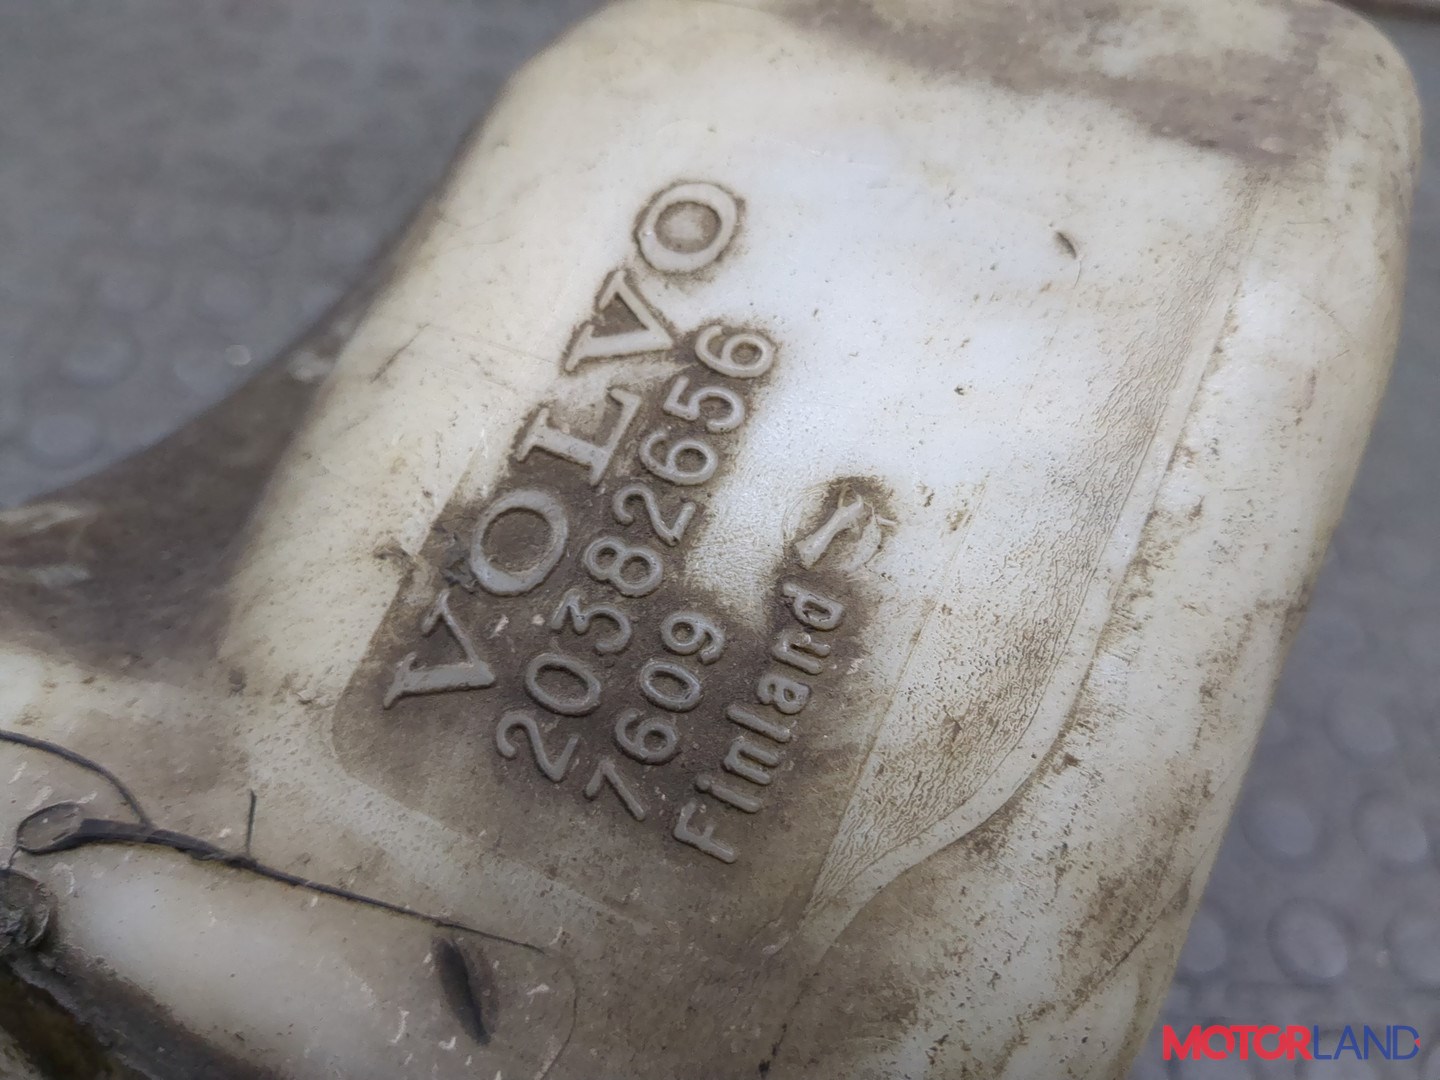 VOLVO
20382656
7609
Finland
MOTORLAND